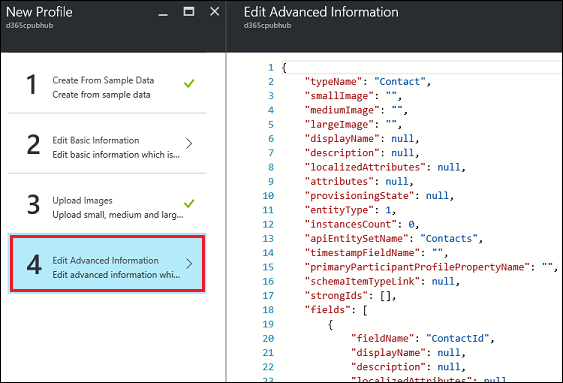 New Profile
d365cpubhub
1
Create From Sample Data
Create from sample data
2
Edit Basic Information
Edit basic information which is...
3
Upload Images
Upload small, medium and larg...
4
Edit Advanced Information
Edit advanced information whi...
Edit Advanced Information
d365cpubhub
1 {
2 "typeName": "Contact",
3 "smallImage": "",
4 "mediumImage": "",
5 "largeImage": "",
6 "displayName": null,
7 "description": null,
8 "localizedAttributes": null,
9 "attributes": null,
10 "provisioningState": null,
11 "entityType": 1,
12 "instancesCount": 0,
13 "apiEntitySetName": "Contacts",
14 "timestampFieldName": "",
15 "primaryParticipantProfilePropertyName": "",
16 "schemaItemTypeLink": null,
17 "strongIds": [],
18 "fields": [
19 {
20 "fieldName": "ContactId",
21 "displayName": null,
22 "description": null,
23 "localizedAttributes": null